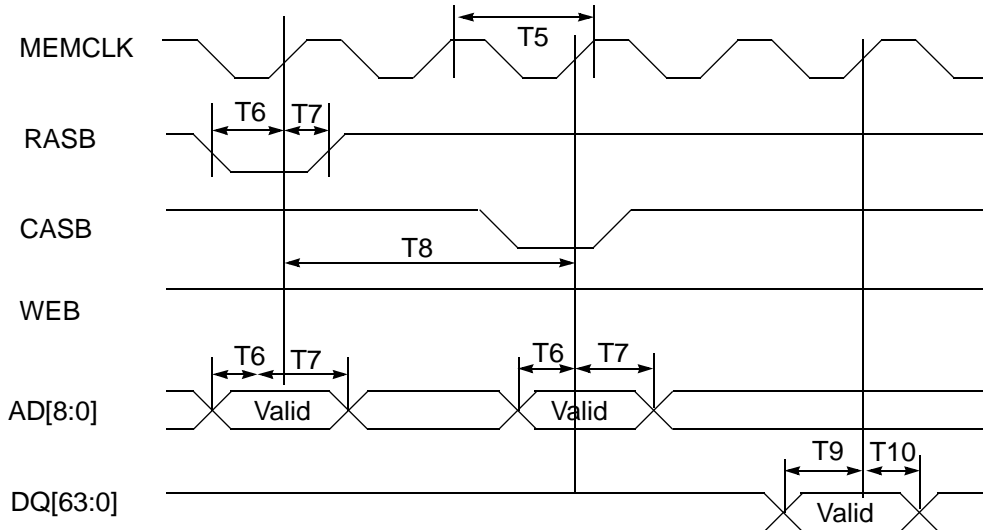 T5
MEMCLK
T6 T7
RASB
CASB
T8
WEB
T6 T7 T6 T7
AD[8:0] Valid Valid
T9 T10
DQ[63:0] Valid